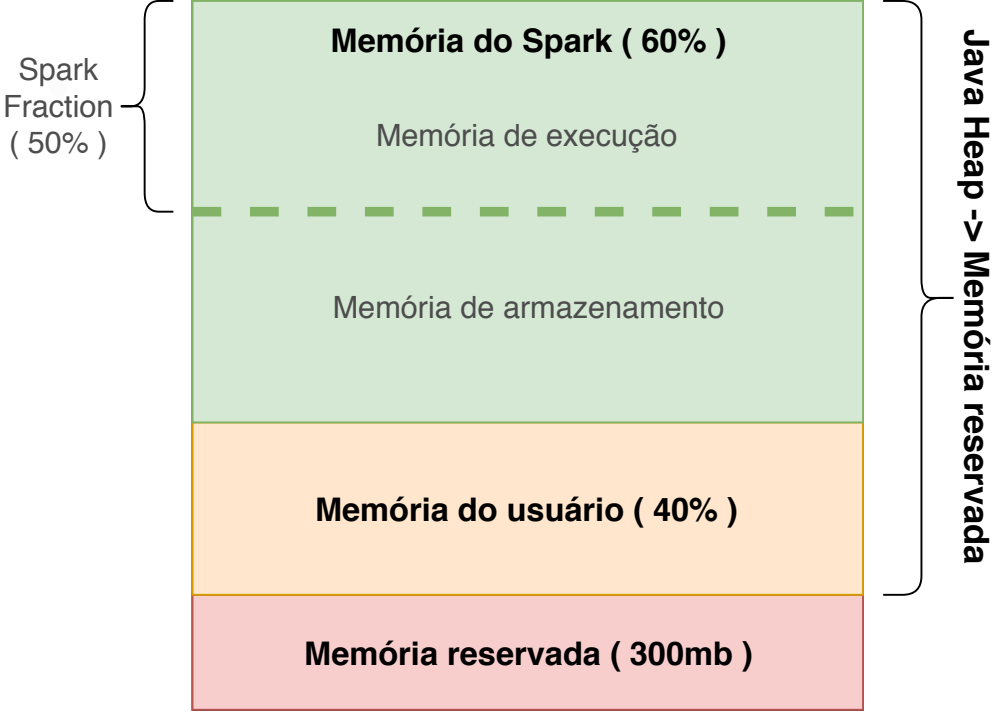 Memória do Spark ( 60% )
Spark
Fraction
( 50% )
Memória de execução
Memória de armazenamento
Memória do usuário ( 40% )
Memória reservada ( 300mb )
Java Heap -> Memória reservada